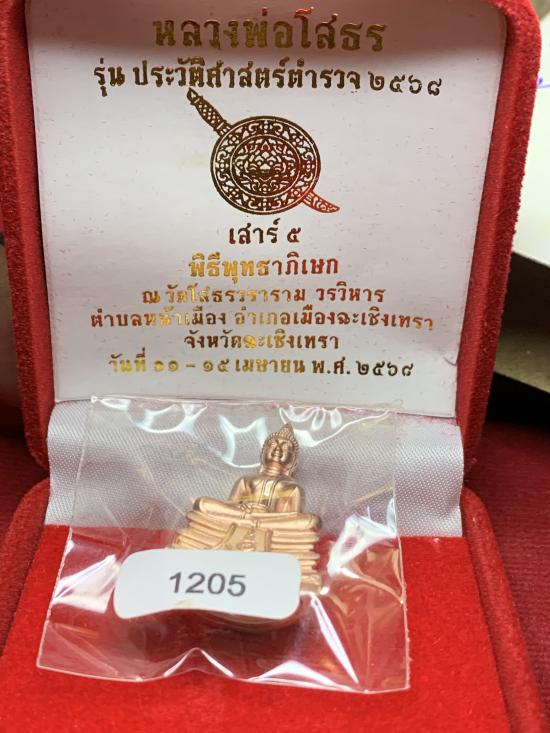 หลวงพ่อโสธร
รุ่น ประวัติศาสตร์ตำรวจ ๒๕๖๘
เสาร์ ๕
พิธีพุทธาภิเษก
ณ วัดโสธรวราราม วรวิหาร
ตำบลหน้าเมือง อำเภอเมืองฉะเชิงเทรา
จังหวัดฉะเชิงเทรา
วันที่ ๑๑ - ๑๕ เมษายน พ.ศ. ๒๕๖๘
1205